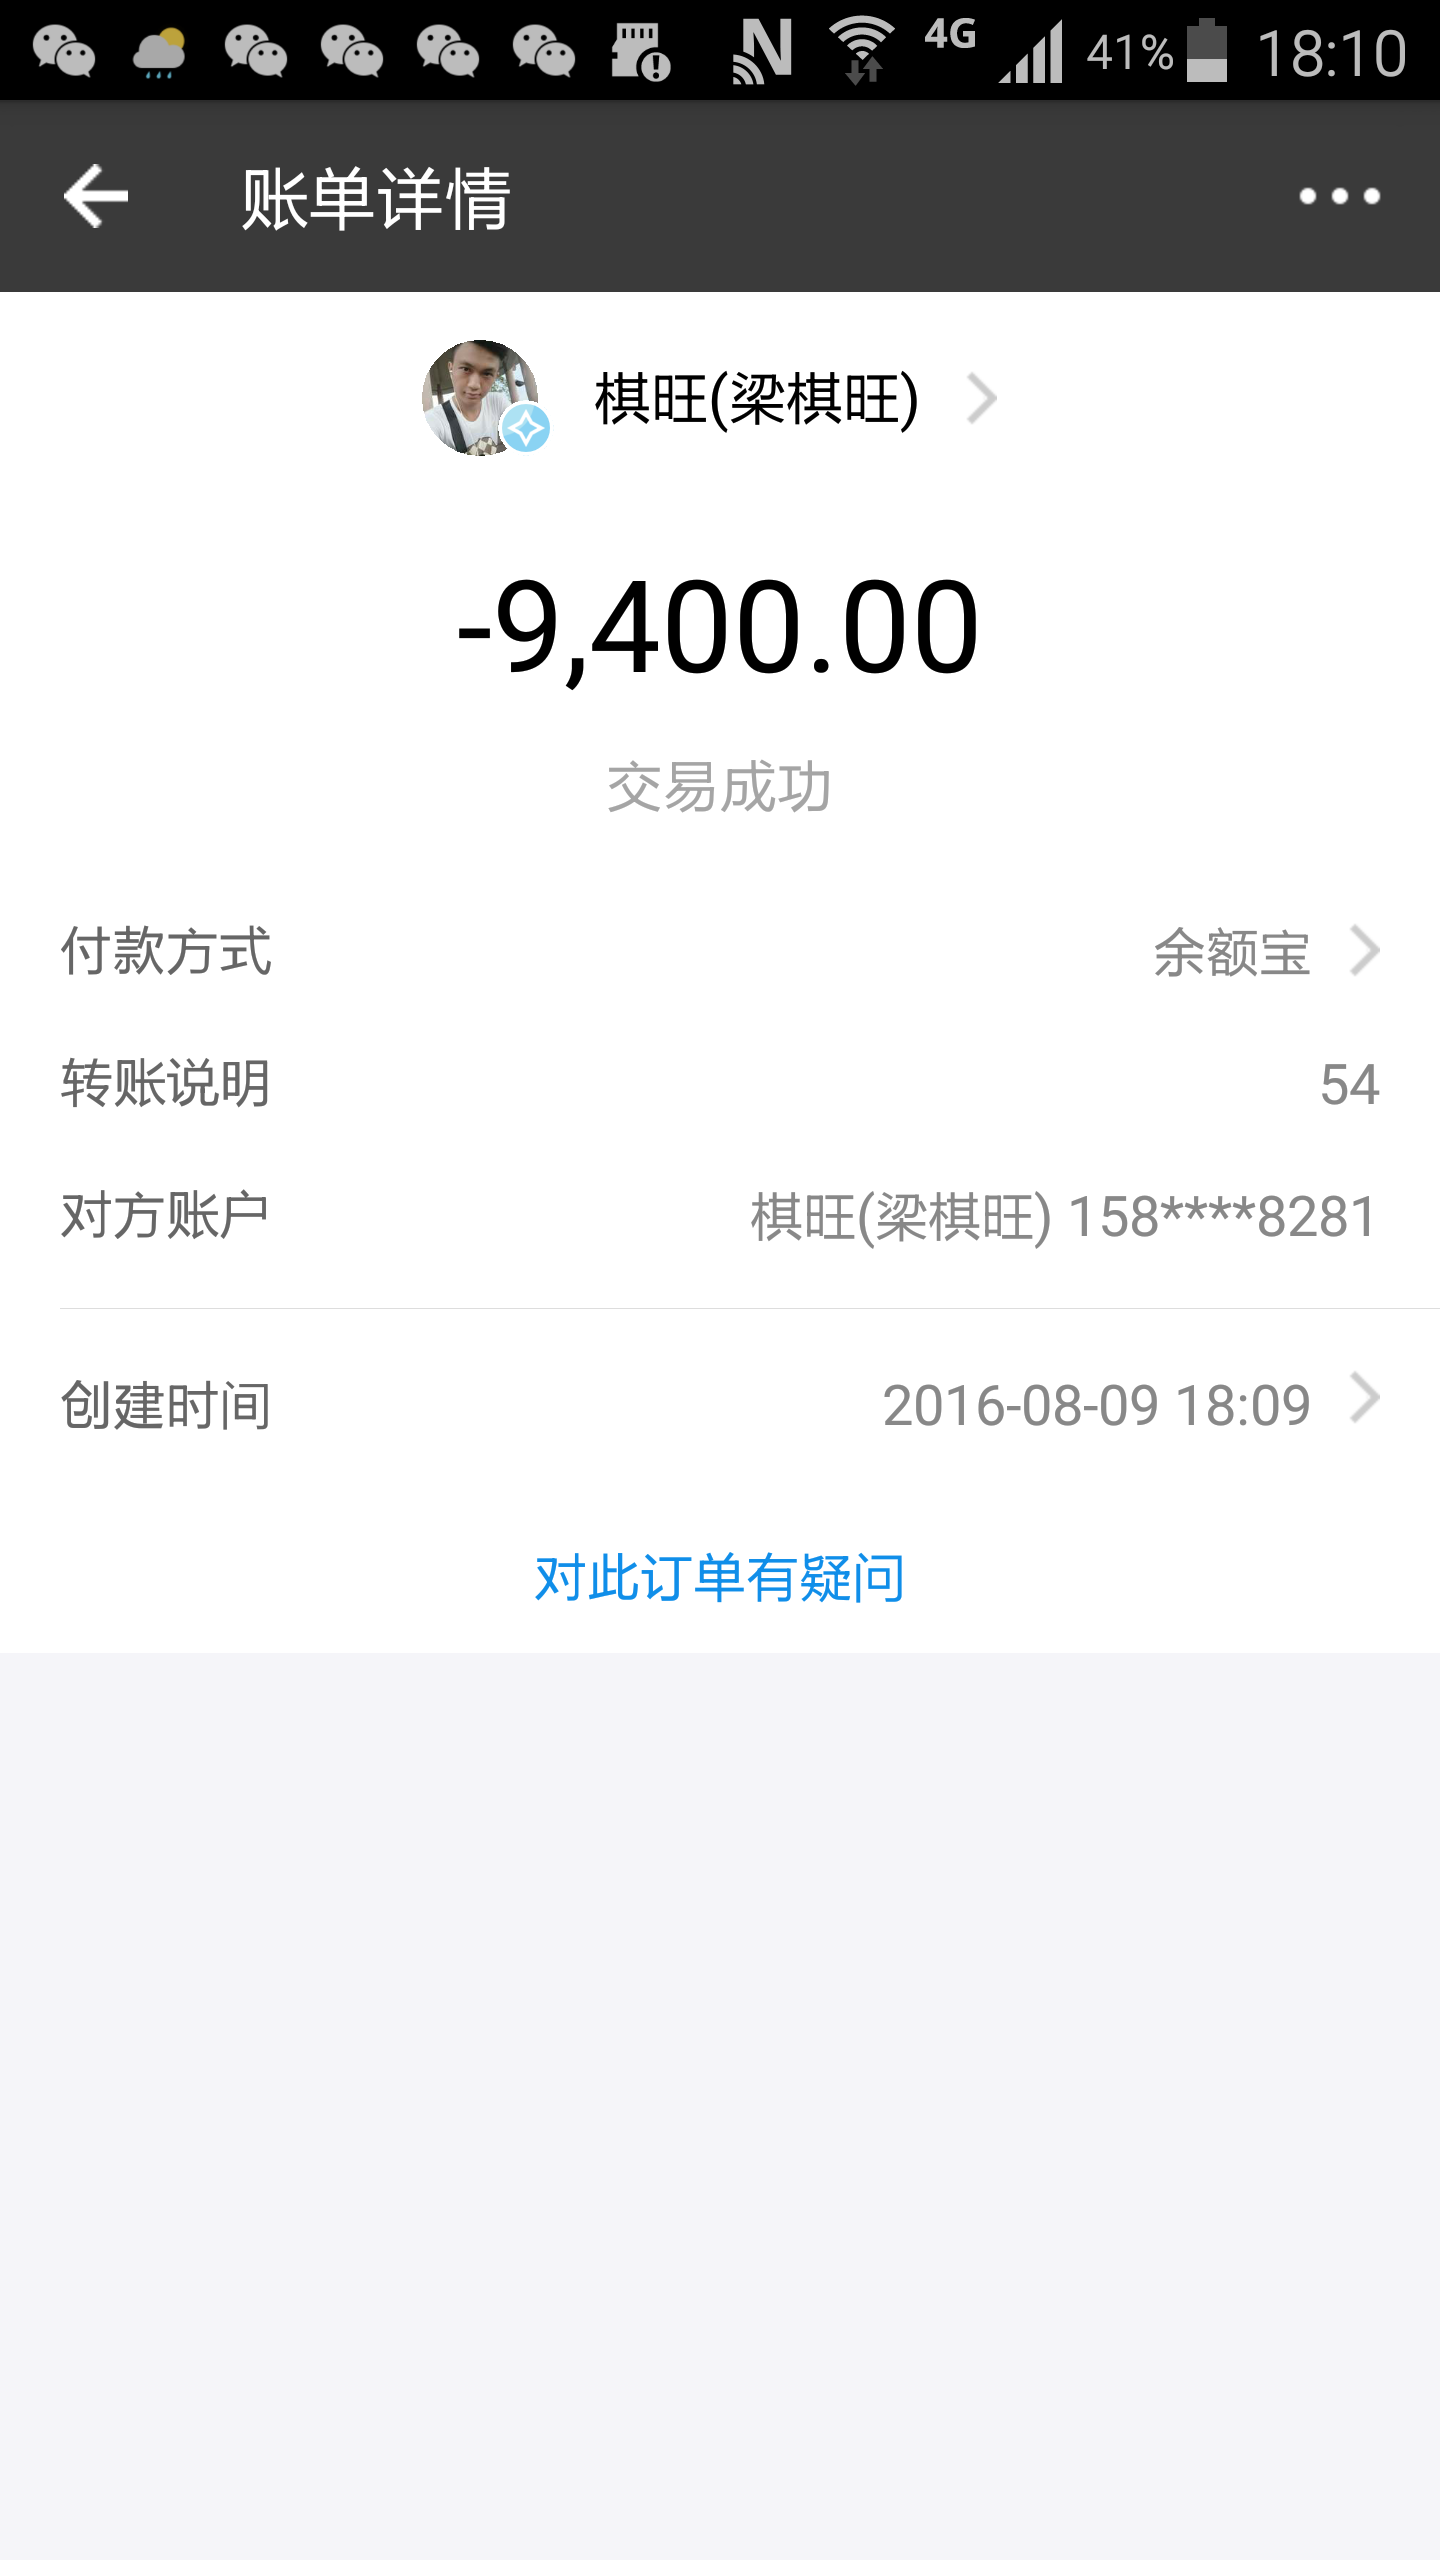 4G 41% 18:10
账单详情
棋旺(梁棋旺)
-9,400.00
交易成功
付款方式 余额宝
转账说明 54
对方账户 棋旺(梁棋旺) 158****8281
创建时间 2016-08-09 18:09
对此订单有疑问